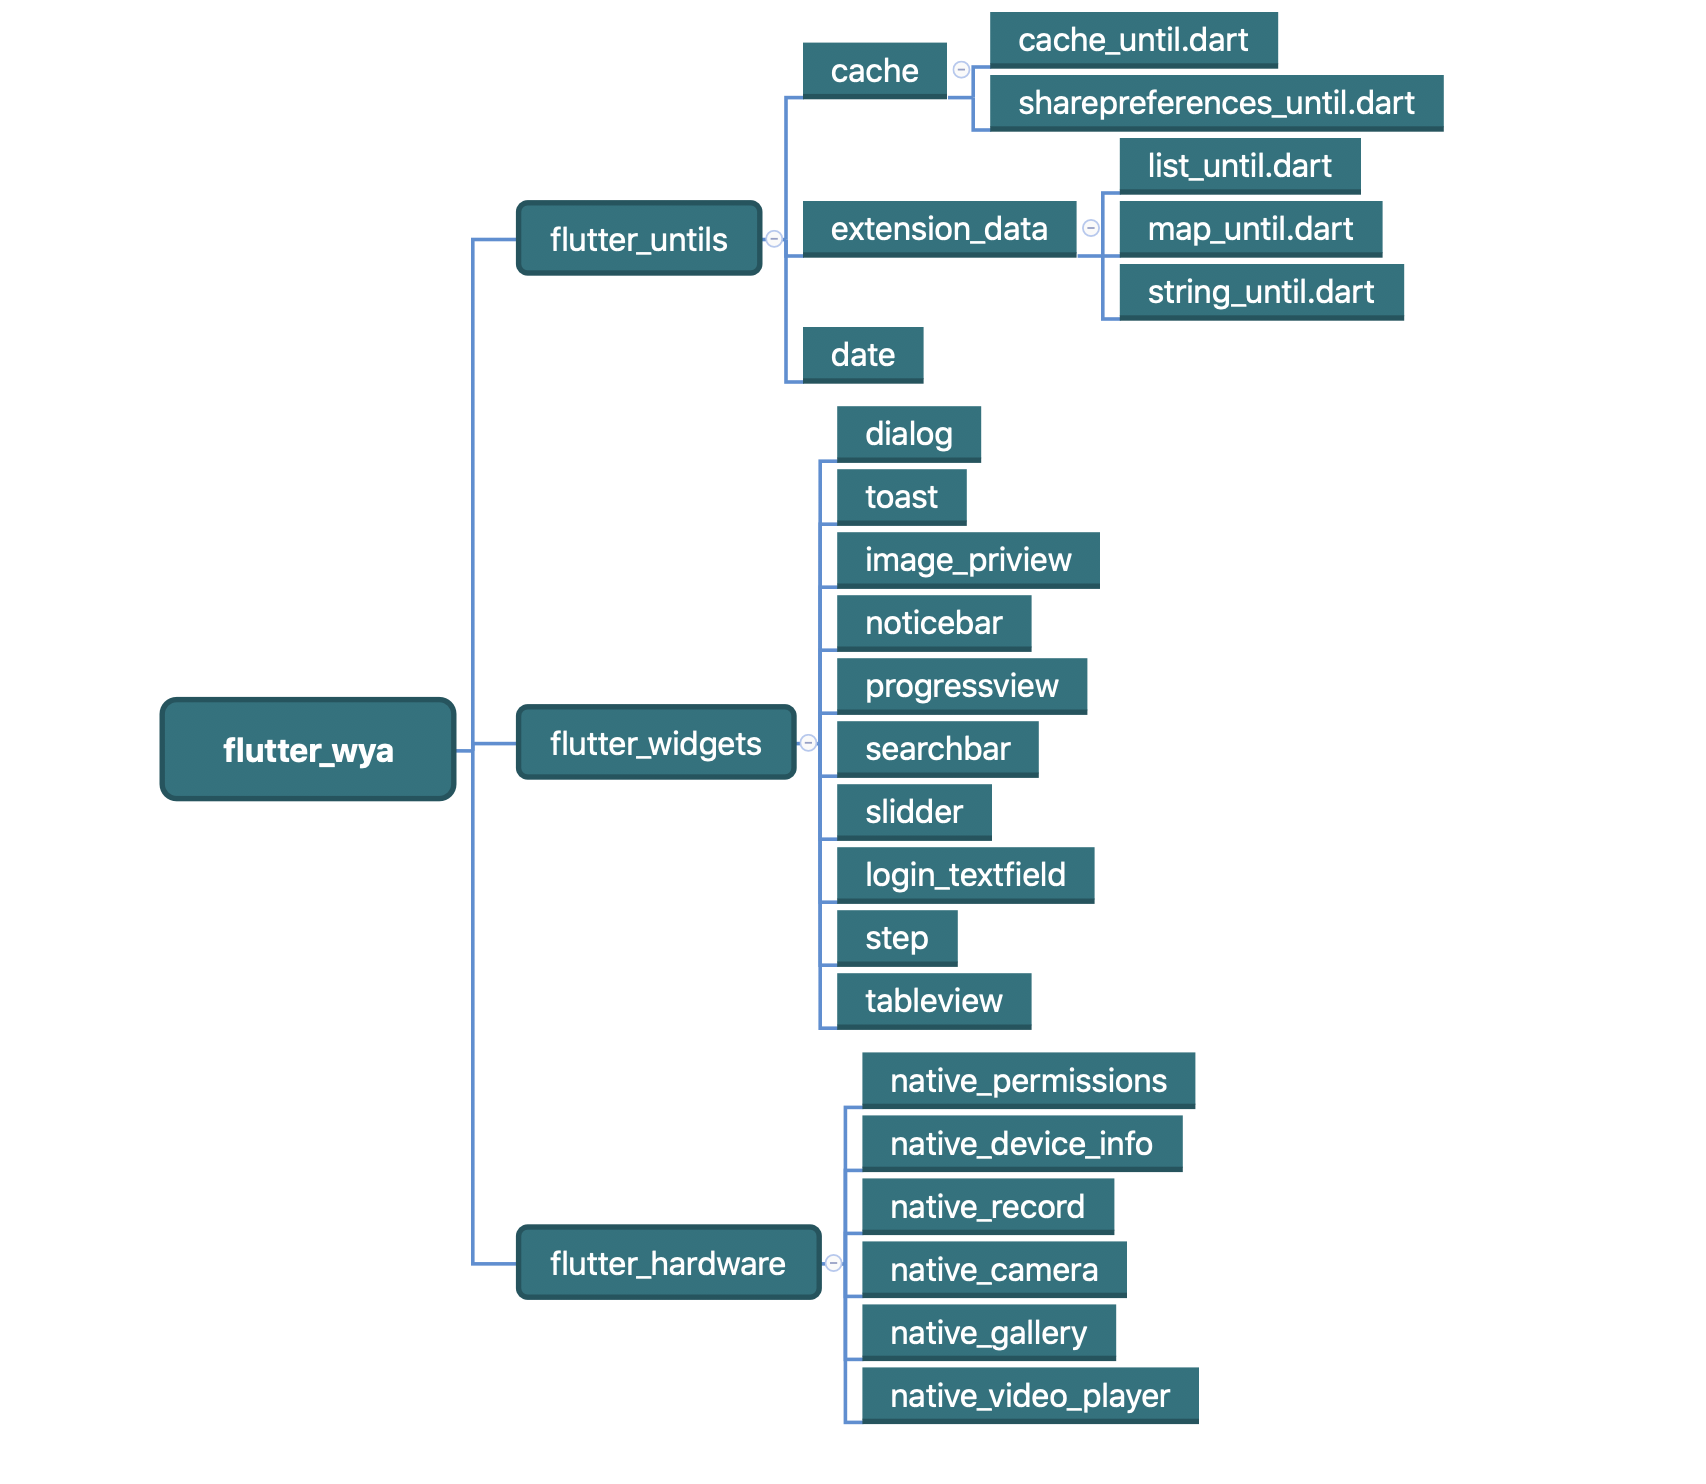 flutter_wya
flutter_untils
cache
cache_until.dart
sharepreferences_until.dart
extension_data
list_until.dart
map_until.dart
string_until.dart
date
flutter_widgets
dialog
toast
image_priview
noticebar
progressview
searchbar
slidder
login_textfield
step
tableview
flutter_hardware
native_permissions
native_device_info
native_record
native_camera
native_gallery
native_video_player